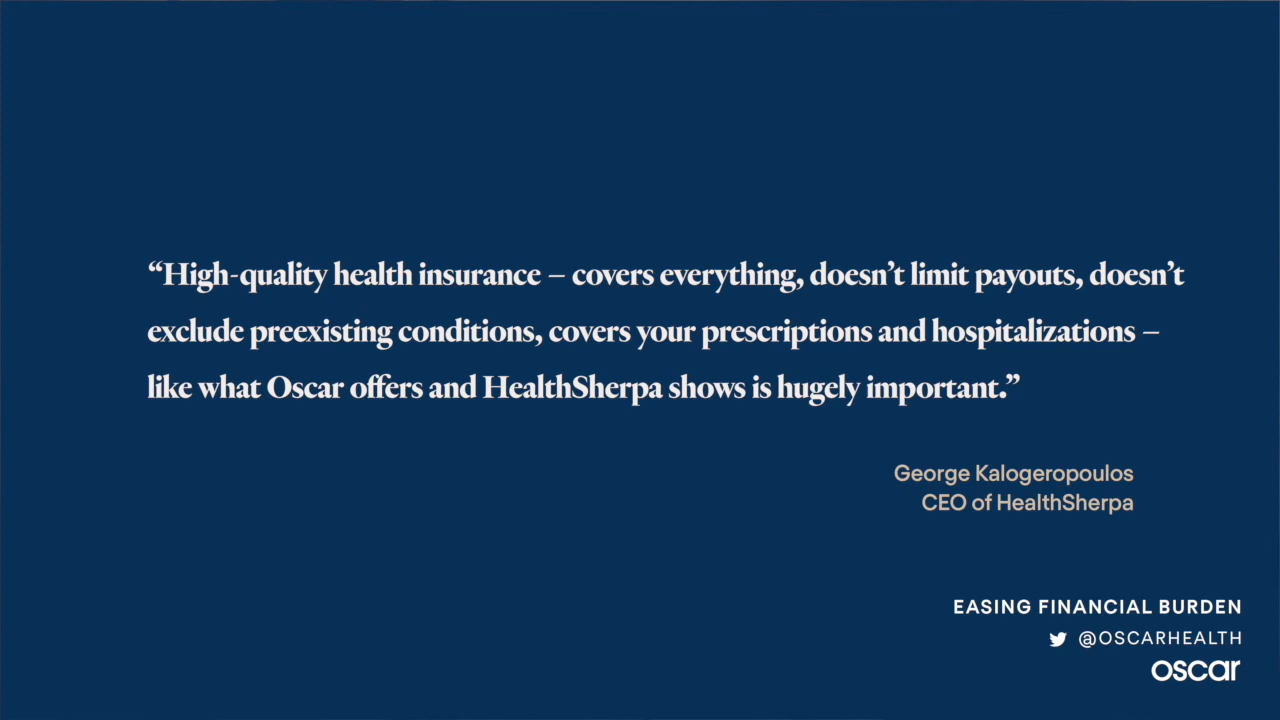 “High-quality health insurance – covers everything, doesn’t limit payouts, doesn’t
exclude preexisting conditions, covers your prescriptions and hospitalizations –
like what Oscar offers and HealthSherpa shows is hugely important.”
George Kalogeropoulos
CEO of HealthSherpa
EASING FINANCIAL BURDEN
@OSCARHEALTH
oscar